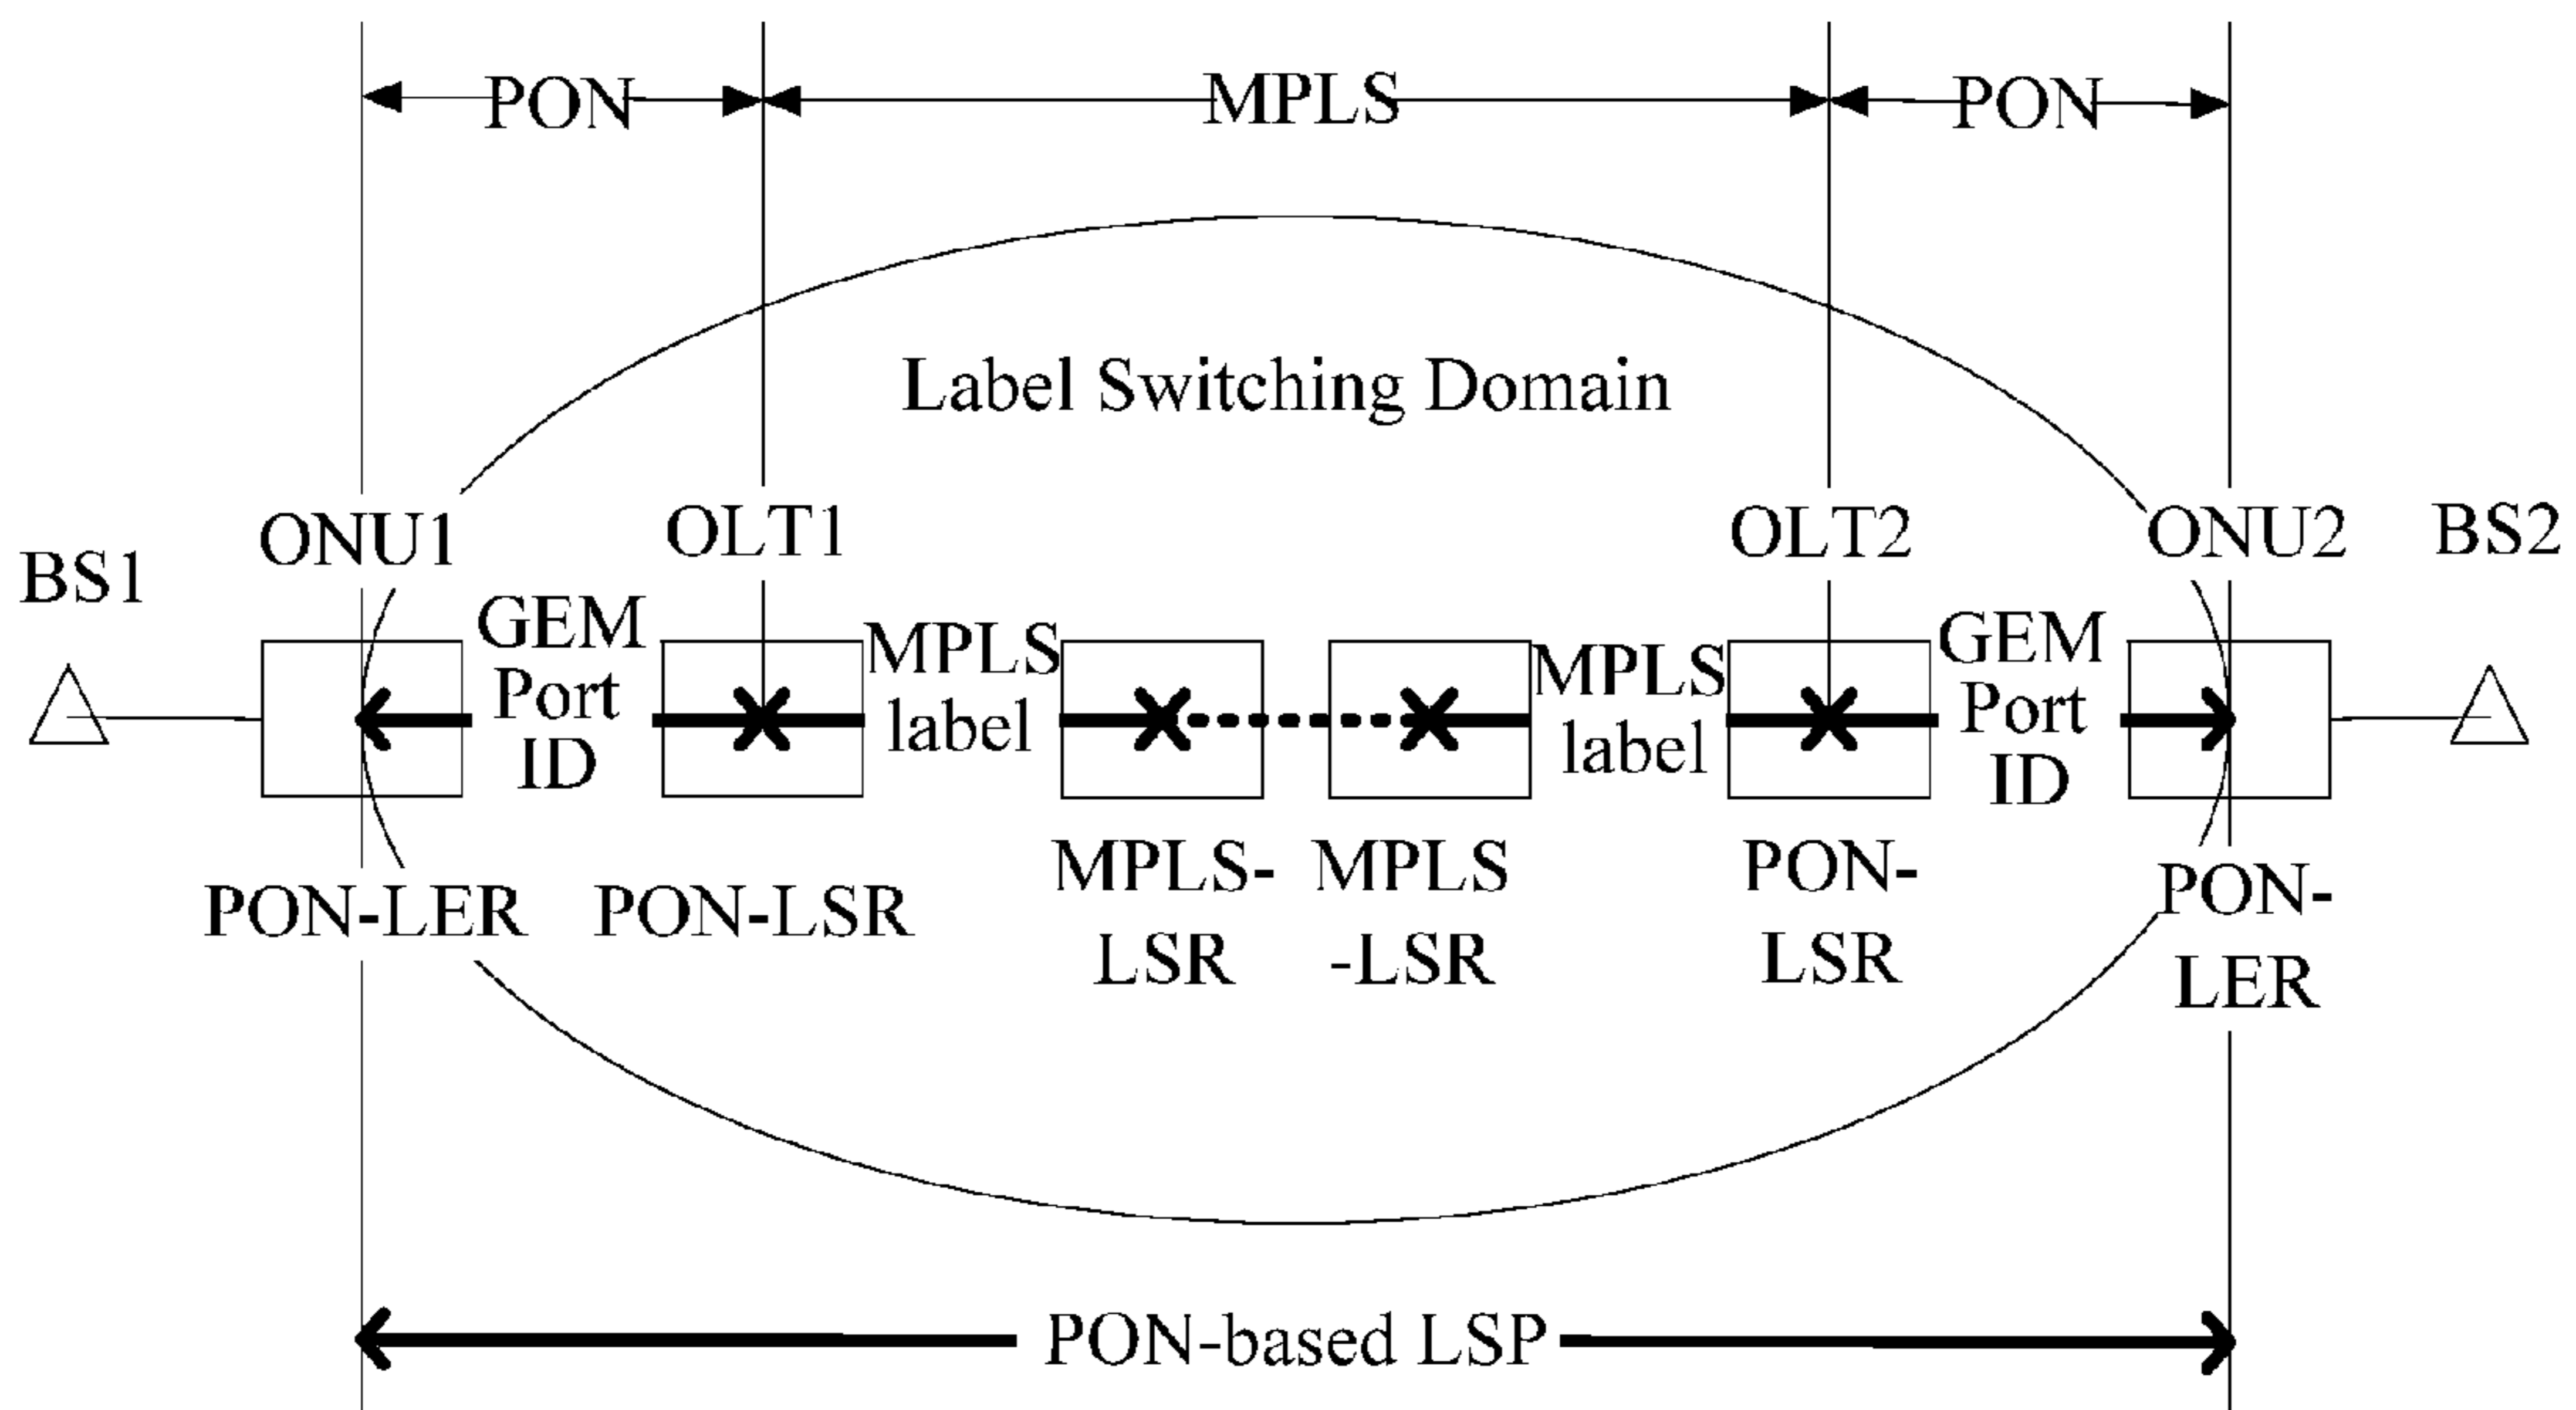 PON
MPLS
PON
Label Switching Domain
BS1
ONU1
OLT1
OLT2
ONU2
BS2
GEM
Port
ID
MPLS
label
MPLS
label
GEM
Port
ID
PON-LER
PON-LSR
MPLS-
LSR
MPLS
-LSR
PON-
LSR
PON-
LER
PON-based LSP